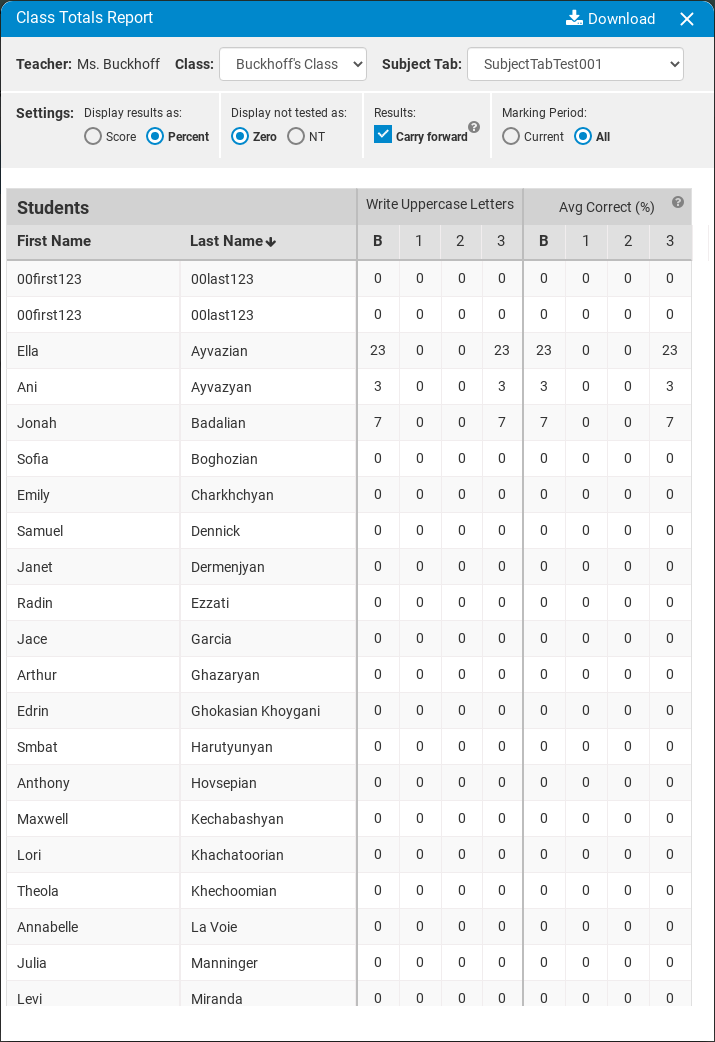 Class Totals Report Download
Teacher: Ms. Buckhoff Class: Buckhoff's Class Subject Tab: SubjectTabTest001
Settings: Display results as: Display not tested as: Results: Marking Period:
Score Percent Zero NT Carry forward ? Current All
Students Write Uppercase Letters Avg Correct (%) ?
First Name Last Name B 1 2 3 B 1 2 3
00first123 00last123 0 0 0 0 0 0 0 0
00first123 00last123 0 0 0 0 0 0 0 0
Ella Ayvazian 23 0 0 23 23 0 0 23
Ani Ayvazyan 3 0 0 3 3 0 0 3
Jonah Badalian 7 0 0 7 7 0 0 7
Sofia Boghozian 0 0 0 0 0 0 0 0
Emily Charkhchyan 0 0 0 0 0 0 0 0
Samuel Dennick 0 0 0 0 0 0 0 0
Janet Dermenjyan 0 0 0 0 0 0 0 0
Radin Ezzati 0 0 0 0 0 0 0 0
Jace Garcia 0 0 0 0 0 0 0 0
Arthur Ghazaryan 0 0 0 0 0 0 0 0
Edrin Ghokasian Khoygani 0 0 0 0 0 0 0 0
Smbat Harutyunyan 0 0 0 0 0 0 0 0
Anthony Hovsepian 0 0 0 0 0 0 0 0
Maxwell Kechabashyan 0 0 0 0 0 0 0 0
Lori Khachatoorian 0 0 0 0 0 0 0 0
Theola Khechoomian 0 0 0 0 0 0 0 0
Annabelle La Voie 0 0 0 0 0 0 0 0
Julia Manninger 0 0 0 0 0 0 0 0
Levi Miranda 0 0 0 0 0 0 0 0